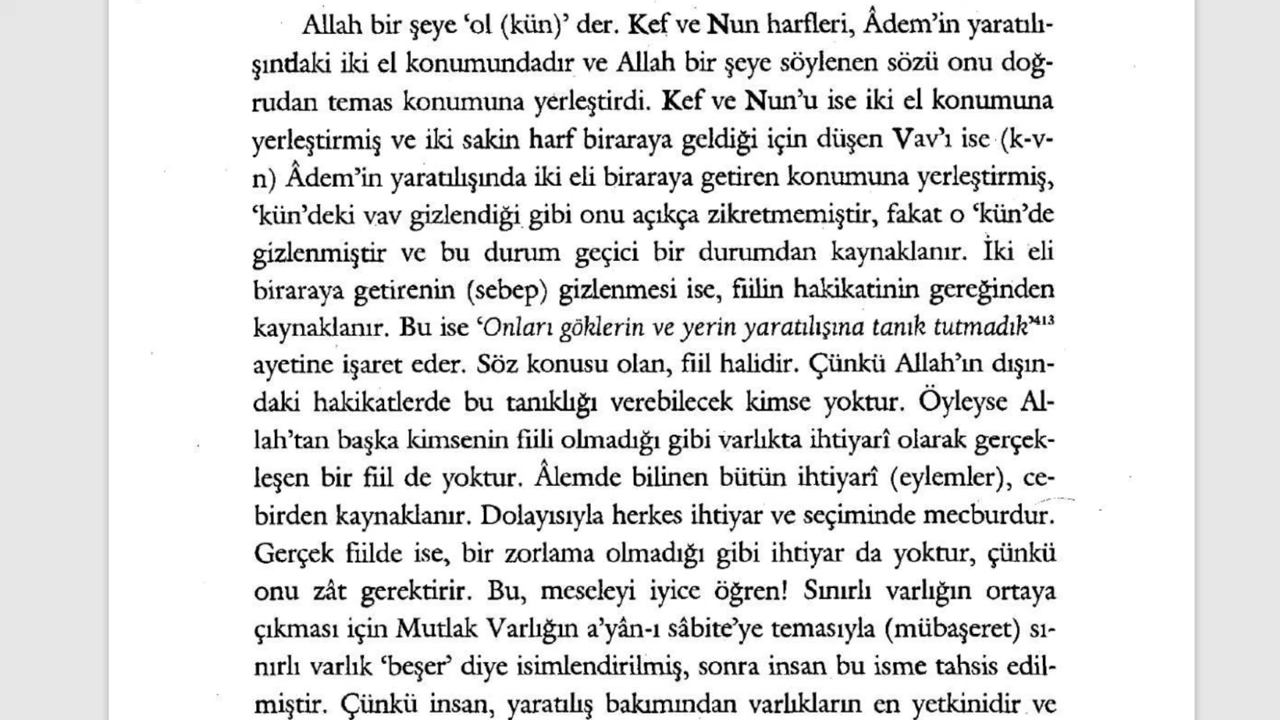 Allah bir şeye ‘ol (kün)’ der. Kef ve Nun harfleri, Âdem’in yaratılı-
şındaki iki el konumundadır ve Allah bir şeye söylenen sözü onu doğ-
rudan temas konumuna yerleştirdi. Kef ve Nun’u ise iki el konumuna
yerleştirmiş ve iki sakin harf biraraya geldiği için düşen Vav’ı ise (k-v-
n) Âdem’in yaratılışında iki eli biraraya getiren konumuna yerleştirmiş,
‘kün’deki vav gizlendiği gibi onu açıkça zikretmemiştir, fakat o ‘kün’de
gizlenmiştir ve bu durum geçici bir durumdan kaynaklanır. İki eli
biraraya getirenin (sebep) gizlenmesi ise, fiilin hakikatinin gereğinden
kaynaklanır. Bu ise ‘Onları göklerin ve yerin yaratılışına tanık tutmadık’⁴¹³
ayetine işaret eder. Söz konusu olan, fiil halidir. Çünkü Allah’ın dışın-
daki hakikatlerde bu tanıklığı verebilecek kimse yoktur. Öyleyse Al-
lah’tan başka kimsenin fiili olmadığı gibi varlıkta ihtiyarî olarak gerçek-
leşen bir fiil de yoktur. Âlemde bilinen bütün ihtiyarî (eylemler), ce-
birden kaynaklanır. Dolayısıyla herkes ihtiyar ve seçiminde mecburdur.
Gerçek fiilde ise, bir zorlama olmadığı gibi ihtiyar da yoktur, çünkü
onu zât gerektirir. Bu, meseleyi iyice öğren! Sınırlı varlığın ortaya
çıkması için Mutlak Varlığın a’yân-ı sâbite’ye temasıyla (mübaşeret) sı-
nırlı varlık ‘beşer’ diye isimlendirilmiş, sonra insan bu isme tahsis edil-
miştir. Çünkü insan, yaratılış bakımından varlıkların en yetkinidir ve